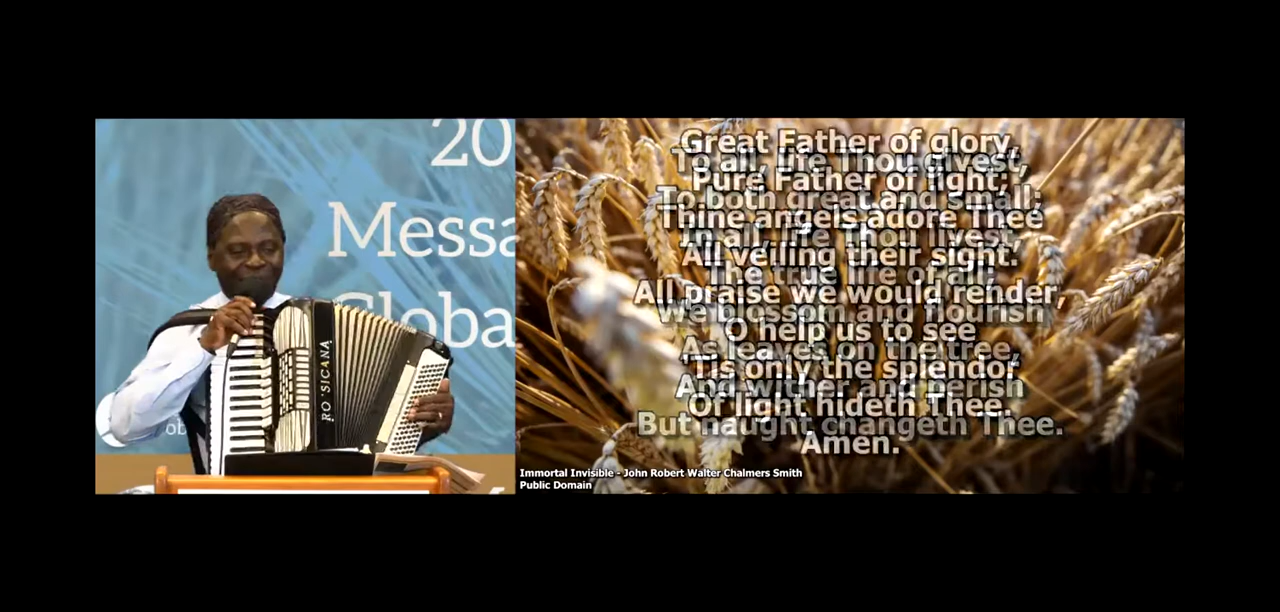 20
Messa
Globa
ob
RO'SICANA
Great Father of glory,
To all, life Thou givest,
Pure Father of light;
To both great and small;
Thine angels adore Thee
In all, life Thou livest,
All veiling their sight.
The true life of all;
All praise we would render,
We blossom and flourish
O help us to see
As leaves on the tree,
'Tis only the splendor
And wither and perish
Of light hideth Thee.
But naught changeth Thee.
Amen.
Immortal Invisible - John Robert Walter Chalmers Smith
Public Domain